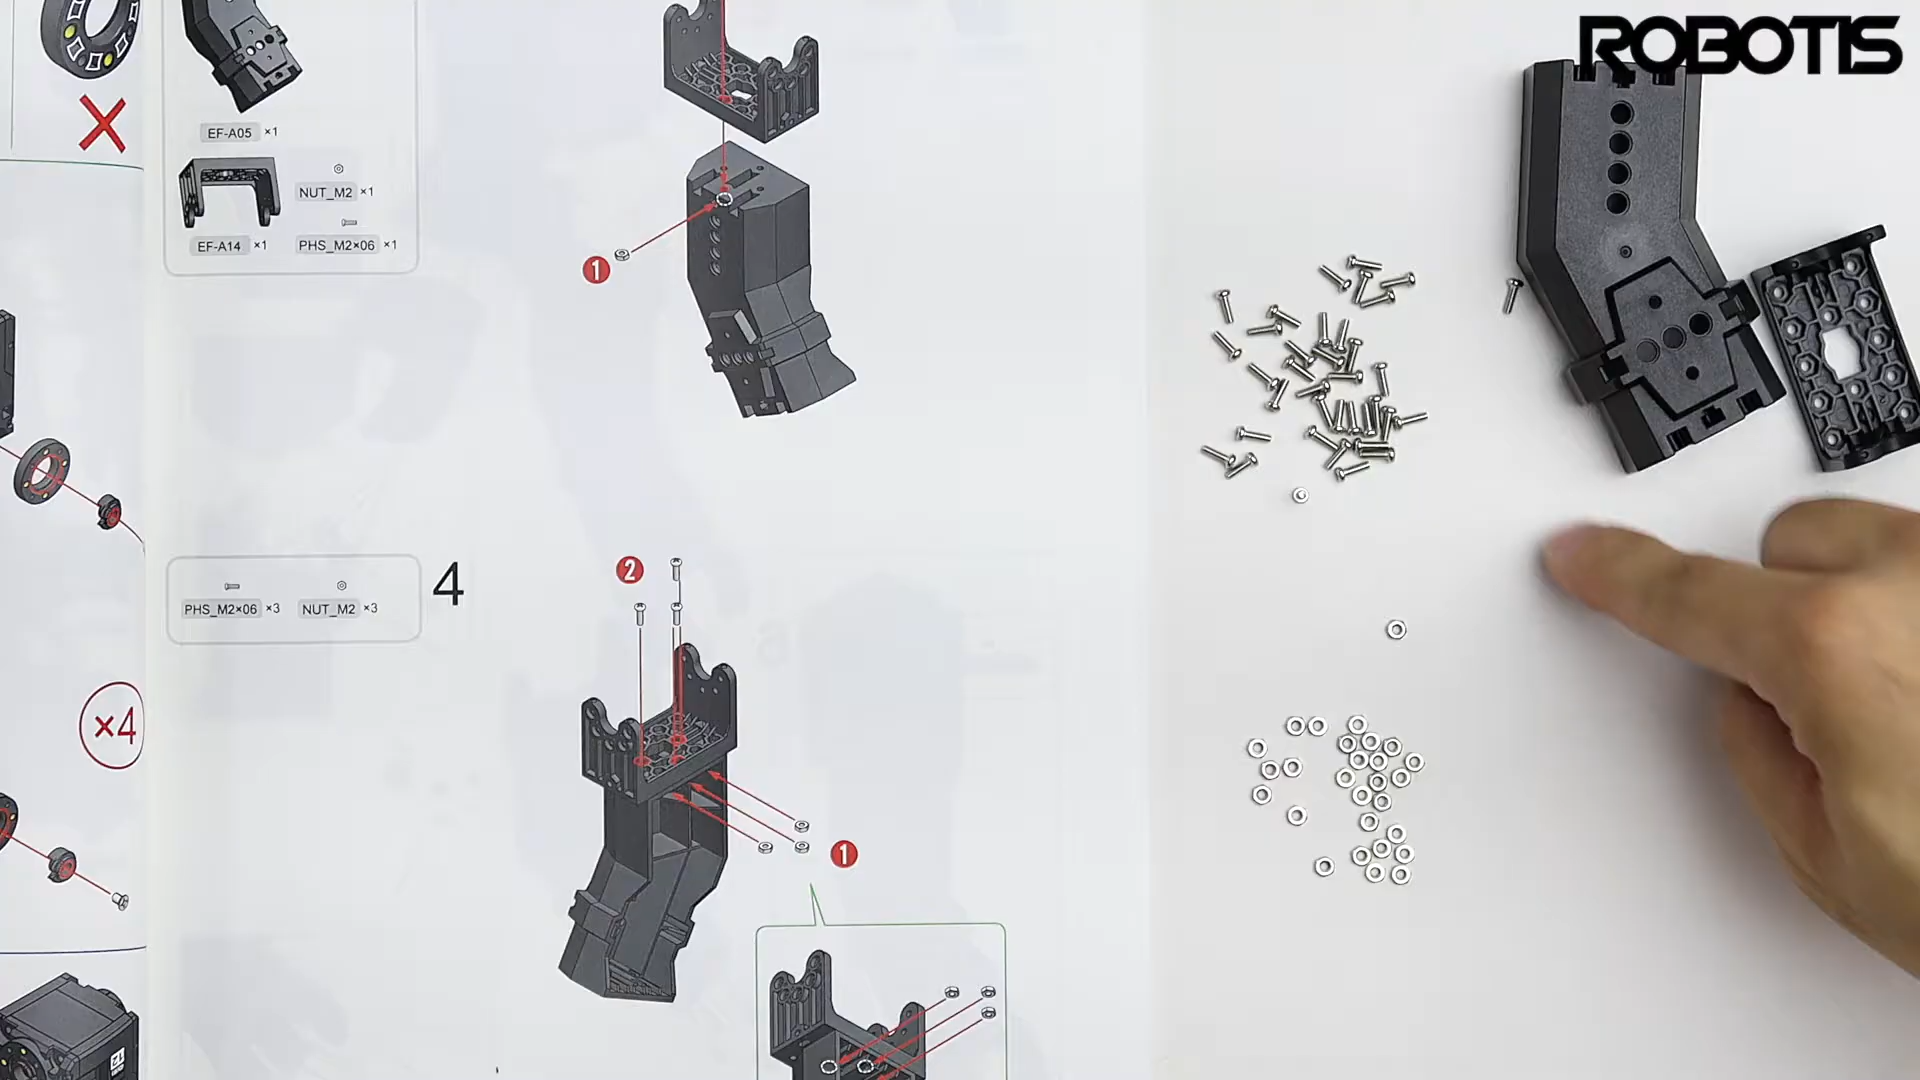 ROBOTIS
EF-A05 ×1
NUT_M2 ×1
EF-A14 ×1
PHS_M2×06 ×1
1
PHS_M2×06 ×3
NUT_M2 ×3
4
2
1
×4